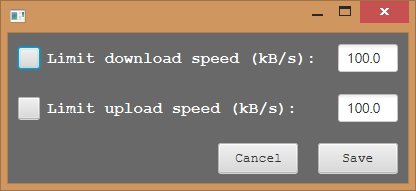 Limit download speed (kB/s): 100.0
Limit upload speed (kB/s): 100.0
Cancel Save